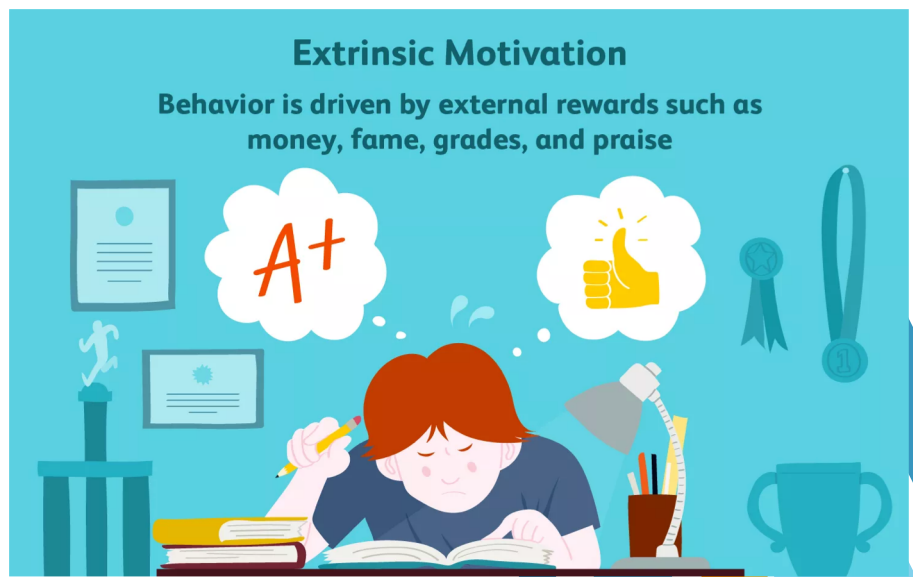 Extrinsic Motivation
Behavior is driven by external rewards such as
money, fame, grades, and praise
A+
1